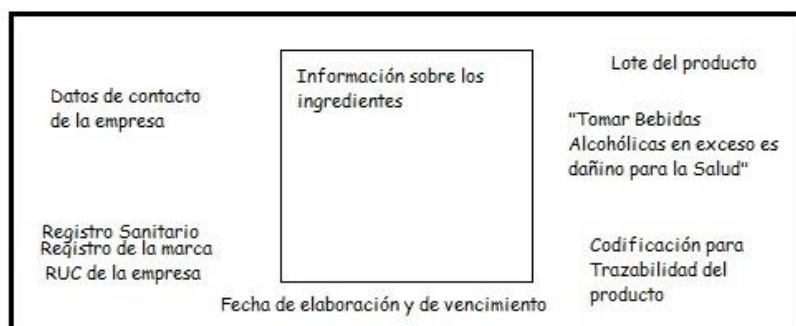 Datos de contacto
de la empresa
Registro Sanitario
Registro de la marca
RUC de la empresa
Información sobre los
ingredientes
Fecha de elaboración y de vencimiento
Lote del producto
"Tomar Bebidas
Alcohólicas en exceso es
dañino para la Salud"
Codificación para
Trazabilidad del
producto